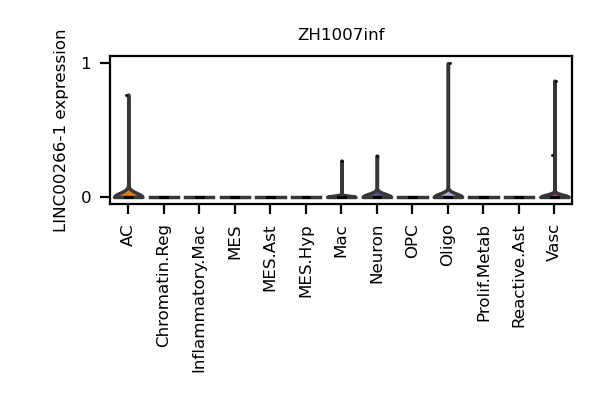 ZH1007inf
LINC00266-1 expression
1
0
AC
Chromatin.Reg
Inflammatory.Mac
MES
MES.Ast
MES.Hyp
Mac
Neuron
OPC
Oligo
Prolif.Metab
Reactive.Ast
Vasc